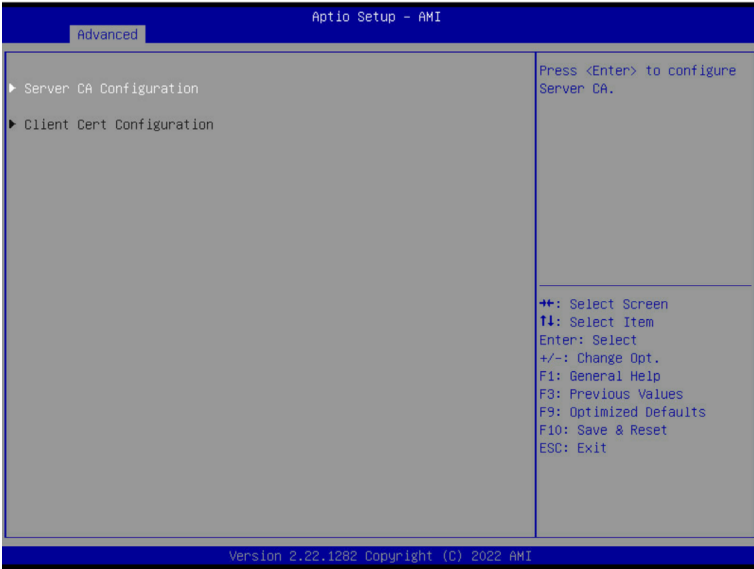 Aptio Setup – AMI
Advanced
▶ Server CA Configuration
▶ Client Cert Configuration
Press <Enter> to configure
Server CA.
→←: Select Screen
↑↓: Select Item
Enter: Select
+/-: Change Opt.
F1: General Help
F3: Previous Values
F9: Optimized Defaults
F10: Save & Reset
ESC: Exit
Version 2.22.1282 Copyright (C) 2022 AMI